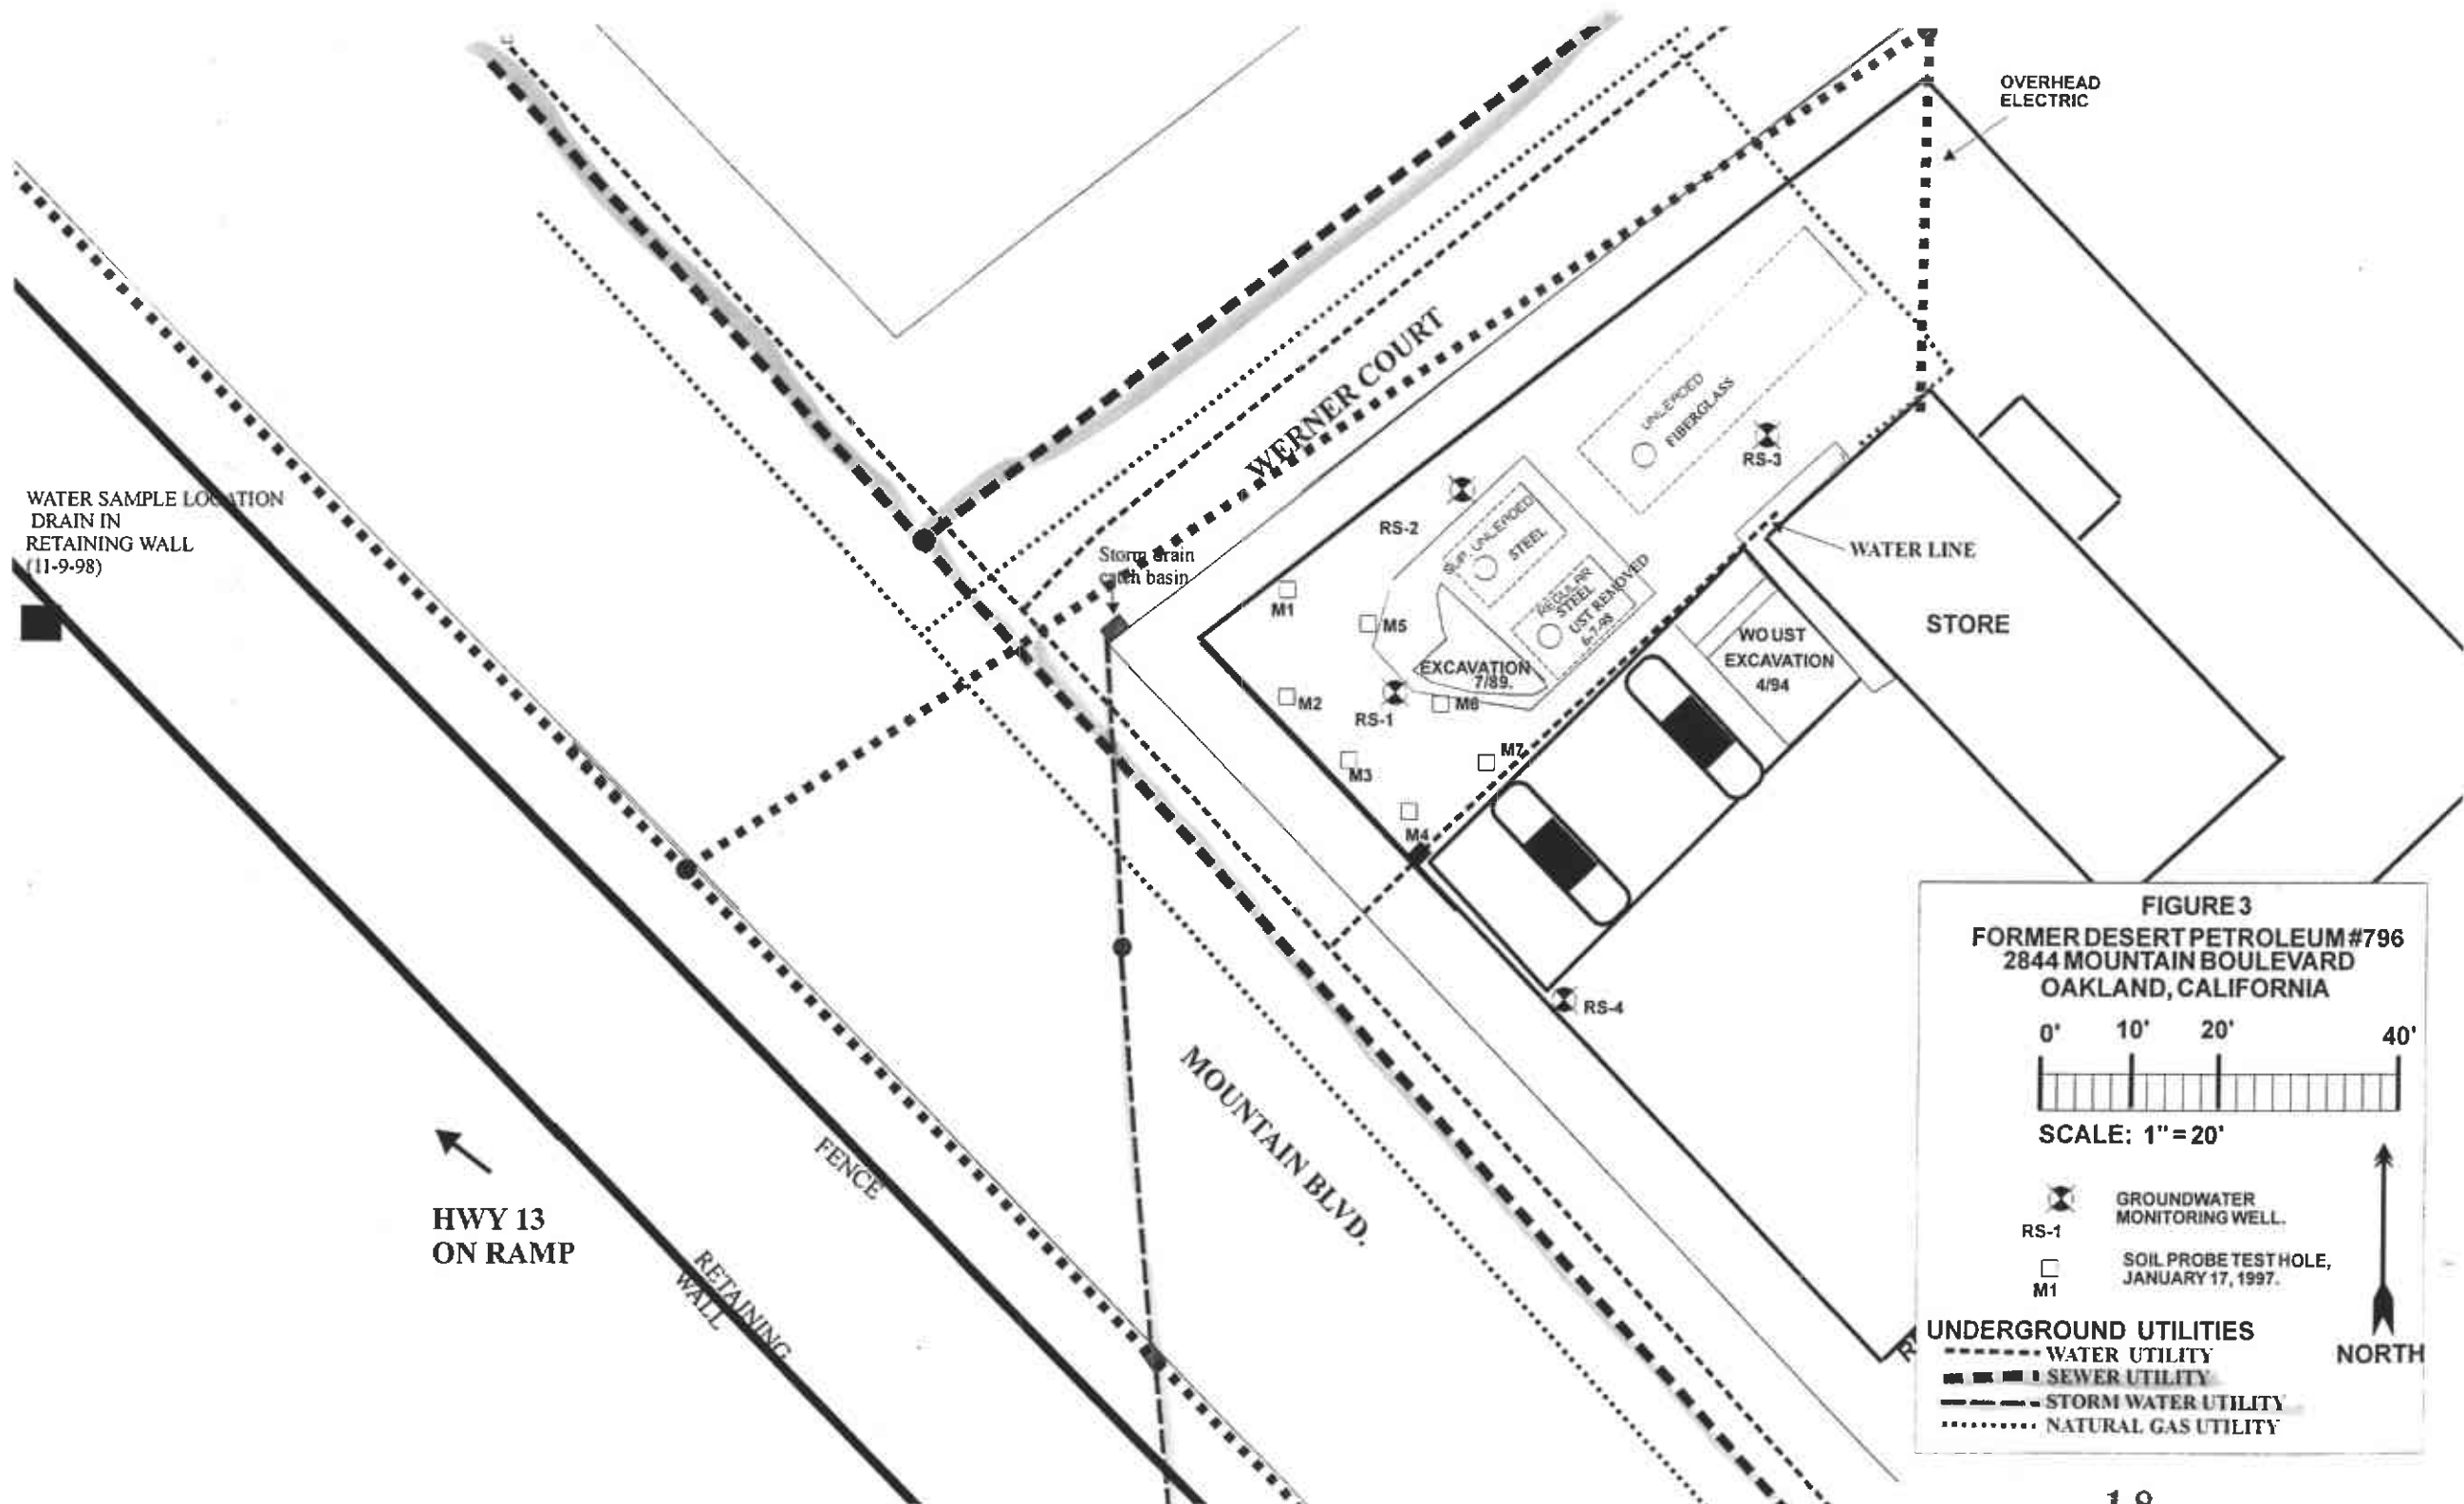 OVERHEAD
ELECTRIC
WERNER COURT
UNLEADED
FIBERGLASS
RS-3
RS-2
SUP. UNLEADED
STEEL
REGULAR
STEEL
UST REMOVED
6-7-98
WATER LINE
WATER SAMPLE LOCATION
DRAIN IN
RETAINING WALL
(11-9-98)
Storm drain
catch basin
M1
M5
EXCAVATION
7/89.
WO UST
EXCAVATION
4/94
STORE
M2
RS-1
M6
M3
M7
M4
RS-4
MOUNTAIN BLVD.
FENCE
HWY 13
ON RAMP
RETAINING
WALL
FIGURE 3
FORMER DESERT PETROLEUM #796
2844 MOUNTAIN BOULEVARD
OAKLAND, CALIFORNIA
0' 10' 20' 40'
SCALE: 1" = 20'
GROUNDWATER
MONITORING WELL.
RS-1
SOIL PROBE TEST HOLE,
JANUARY 17, 1997.
M1
UNDERGROUND UTILITIES
WATER UTILITY
SEWER UTILITY
STORM WATER UTILITY
NATURAL GAS UTILITY
NORTH